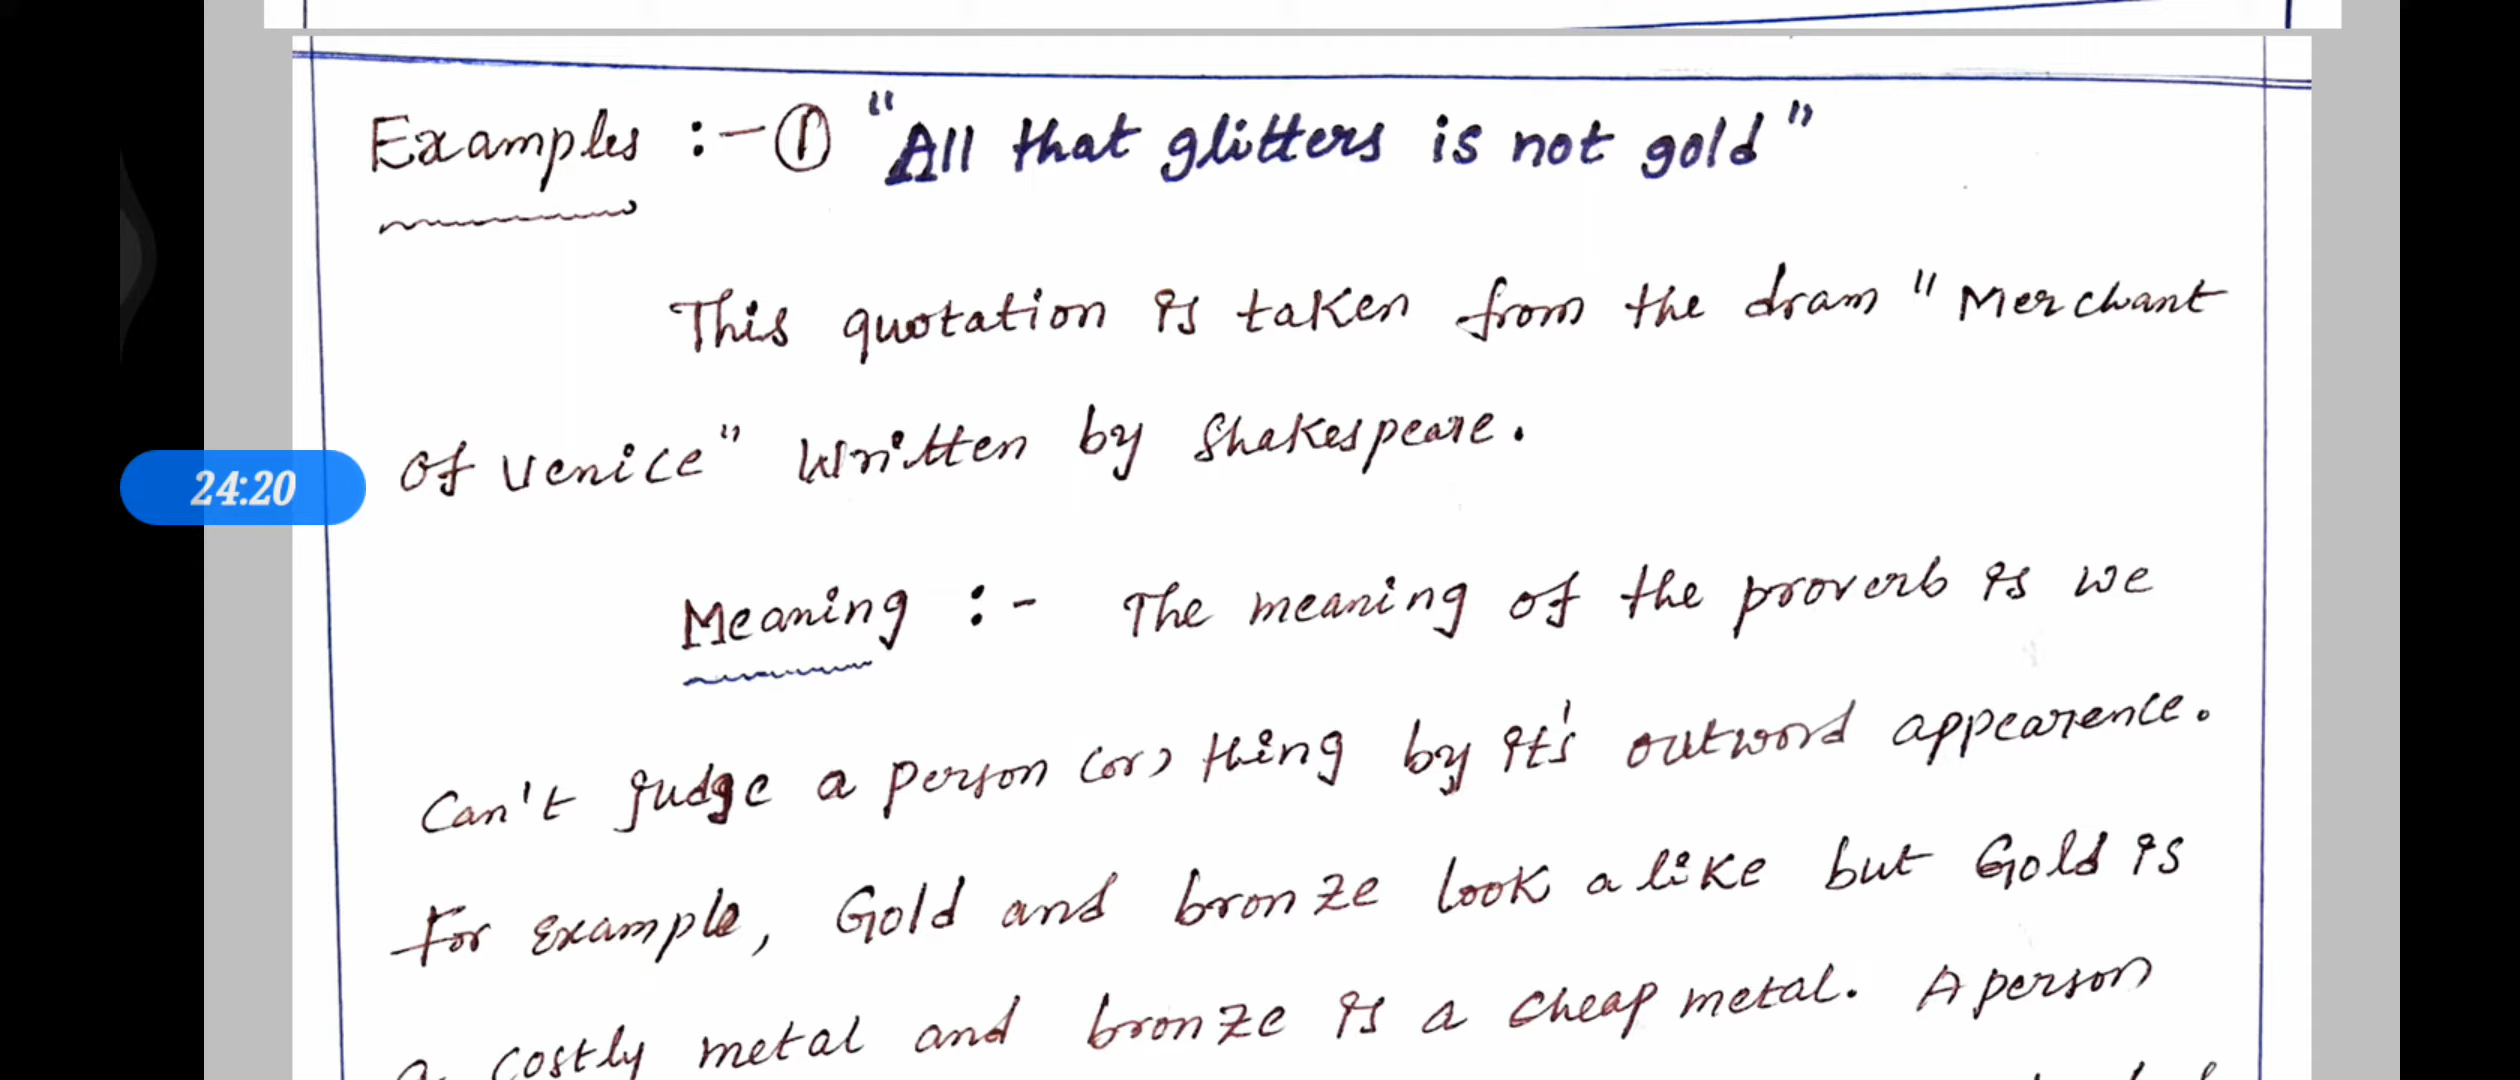 Examples :- ① "All that glitters is not gold"
This quotation is taken from the dram "Merchant
of Venice" Written by Shakespeare.
24:20
Meaning :- The meaning of the proverb is we
Can't judge a person (or) thing by it's outword appearence.
For example, Gold and bronze look alike but Gold is
a costly metal and bronze is a cheap metal. A person